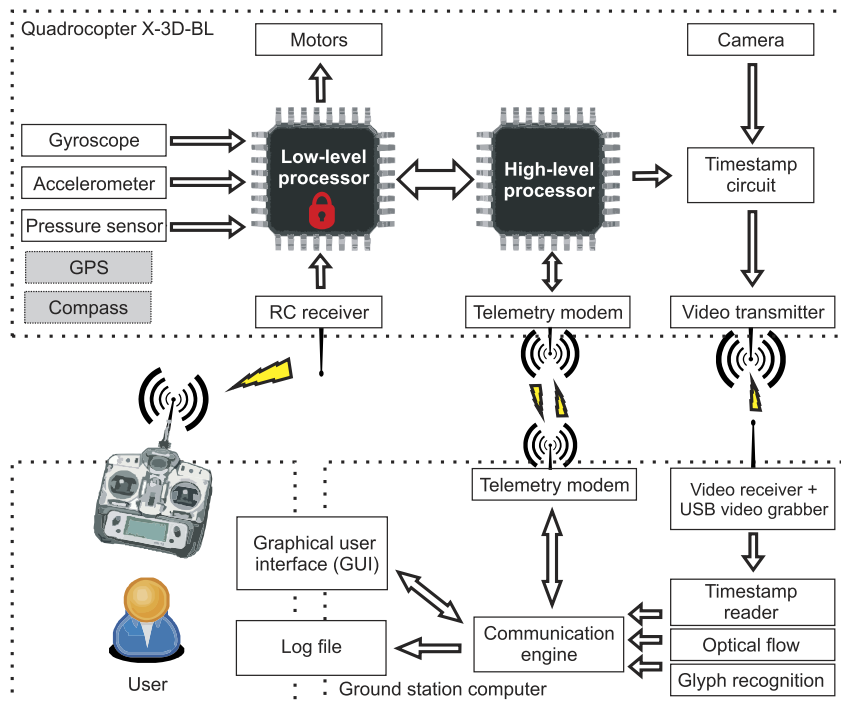 Quadrocopter X-3D-BL
Motors
Camera
Gyroscope
Accelerometer
Pressure sensor
GPS
Compass
Low-level
processor
High-level
processor
Timestamp
circuit
RC receiver
Telemetry modem
Video transmitter
Telemetry modem
Video receiver +
USB video grabber
Graphical user
interface (GUI)
Timestamp
reader
Optical flow
Glyph recognition
Communication
engine
Log file
User
Ground station computer